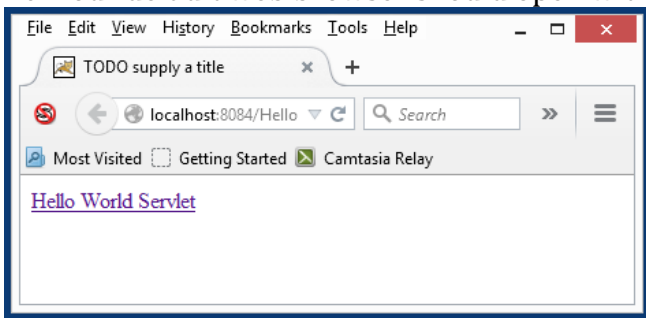 File Edit View History Bookmarks Tools Help
TODO supply a title
localhost:8084/Hello
Search
Most Visited Getting Started Camtasia Relay
Hello World Servlet